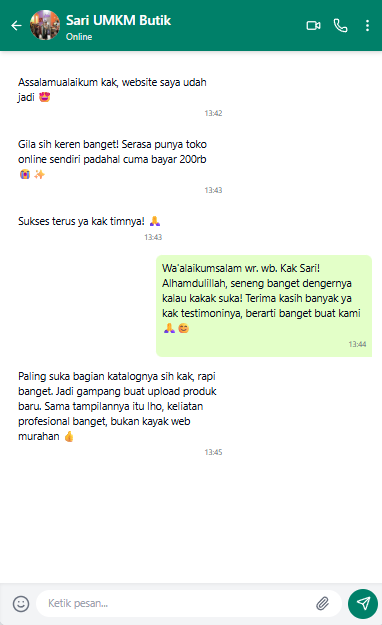 Sari UMKM Butik
Online
Assalamualaikum kak, website saya udah
jadi 🤩
13:42
Gila sih keren banget! Serasa punya toko
online sendiri padahal cuma bayar 200rb
😭✨
13:43
Sukses terus ya kak timnya! 🙏
13:43
Wa'alaikumsalam wr. wb. Kak Sari!
Alhamdulillah, seneng banget dengernya
kalau kakak suka! Terima kasih banyak ya
kak testimoninya, berarti banget buat kami
🙏😊
13:44
Paling suka bagian katalognya sih kak, rapi
banget. Jadi gampang buat upload produk
baru. Sama tampilannya itu lho, keliatan
profesional banget, bukan kayak web
murahan 👍
13:45
Ketik pesan...